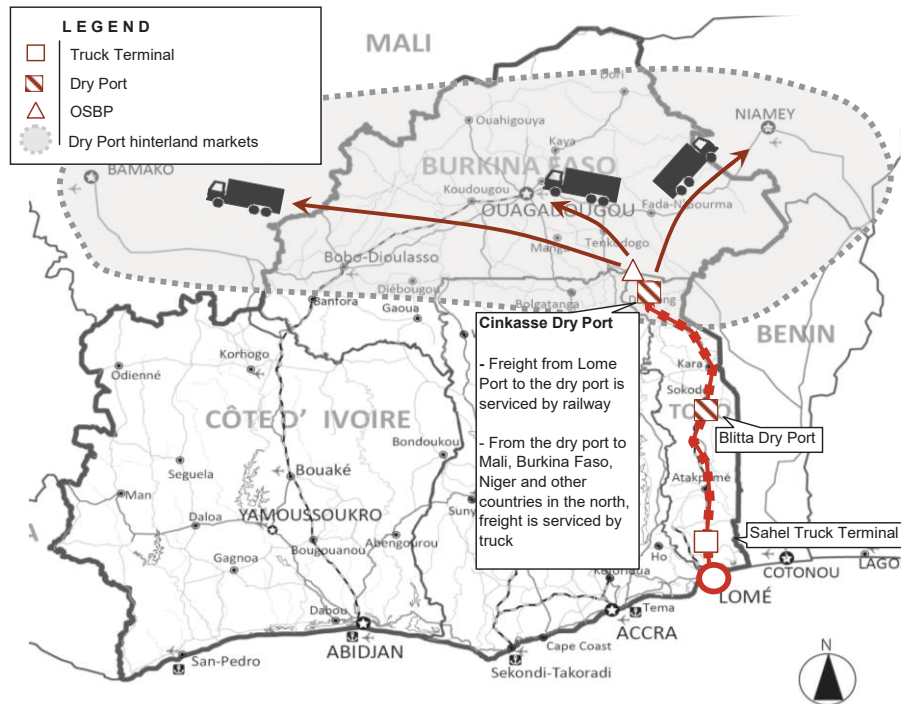 LEGEND
Truck Terminal
Dry Port
OSBP
Dry Port hinterland markets
MALI
Dori
NIAMEY
Ouahigouya
Kaya
BURKINA FASO
BAMAKO
Koudougou
OUAGADOUGOU
Fada-N'Gourma
Tenkodogo
Manga
Bobo-Dioulasso
Diébougou
Banfora
Gaoua
Bolgatanga
BENIN
Cinkasse Dry Port
- Freight from Lome
Port to the dry port is
serviced by railway
- From the dry port to
Mali, Burkina Faso,
Niger and other
countries in the north,
freight is serviced by
truck
Korhogo
Odienné
Kara
Sokodé
CÔTE D' IVOIRE
Blitta Dry Port
Bondoukou
Seguela
Bouaké
Atakpamé
Man
Daloa
YAMOUSSOUKRO
Sahel Truck Terminal
Gagnoa
Bougouanou
Abengourou
Ho
COTONOU
LOMÉ
Dabou
ABIDJAN
Tema
ACCRA
San-Pedro
Cape Coast
Sekondi-Takoradi
N